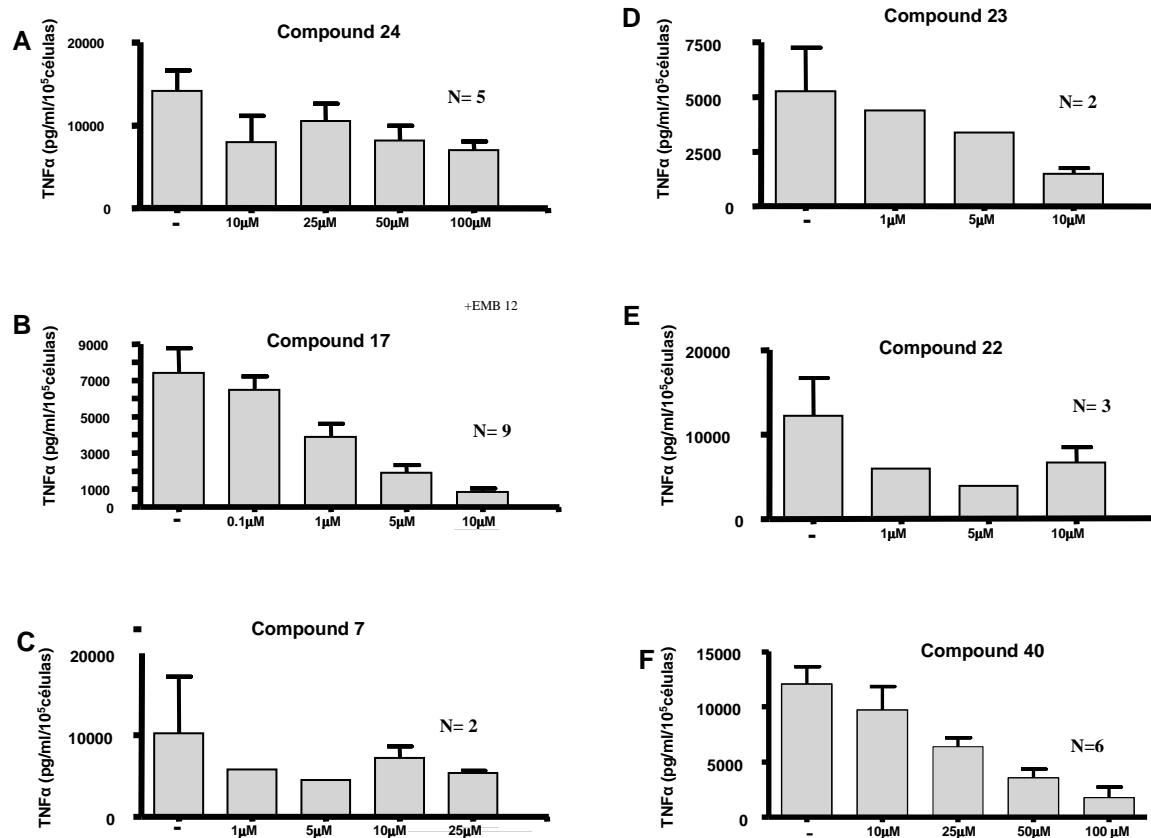 A
Compound 24
TNFα (pg/ml/10⁵células)
20000
10000
0
N= 5
- 10µM 25µM 50µM 100µM
B
+EMB 12
Compound 17
TNFα (pg/ml/10⁵células)
9000
7000
5000
3000
1000
0
N= 9
- 0.1µM 1µM 5µM 10µM
C
-
Compound 7
TNFα (pg/ml/10⁵células)
20000
10000
0
N= 2
- 1µM 5µM 10µM 25µM
D
Compound 23
TNFα (pg/ml/10⁵células)
7500
5000
2500
0
N= 2
- 1µM 5µM 10µM
E
Compound 22
TNFα (pg/ml/10⁵células)
20000
10000
0
N= 3
- 1µM 5µM 10µM
F
Compound 40
TNFα (pg/ml/10⁵células)
15000
10000
5000
0
N=6
- 10µM 25µM 50µM 100 µM